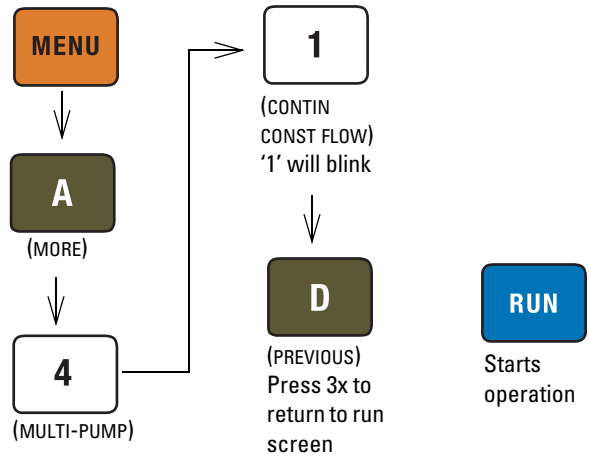 MENU
A
(MORE)
4
(MULTI-PUMP)
1
(CONTIN
CONST FLOW)
‘1’ will blink
D
(PREVIOUS)
Press 3x to
return to run
screen
RUN
Starts
operation